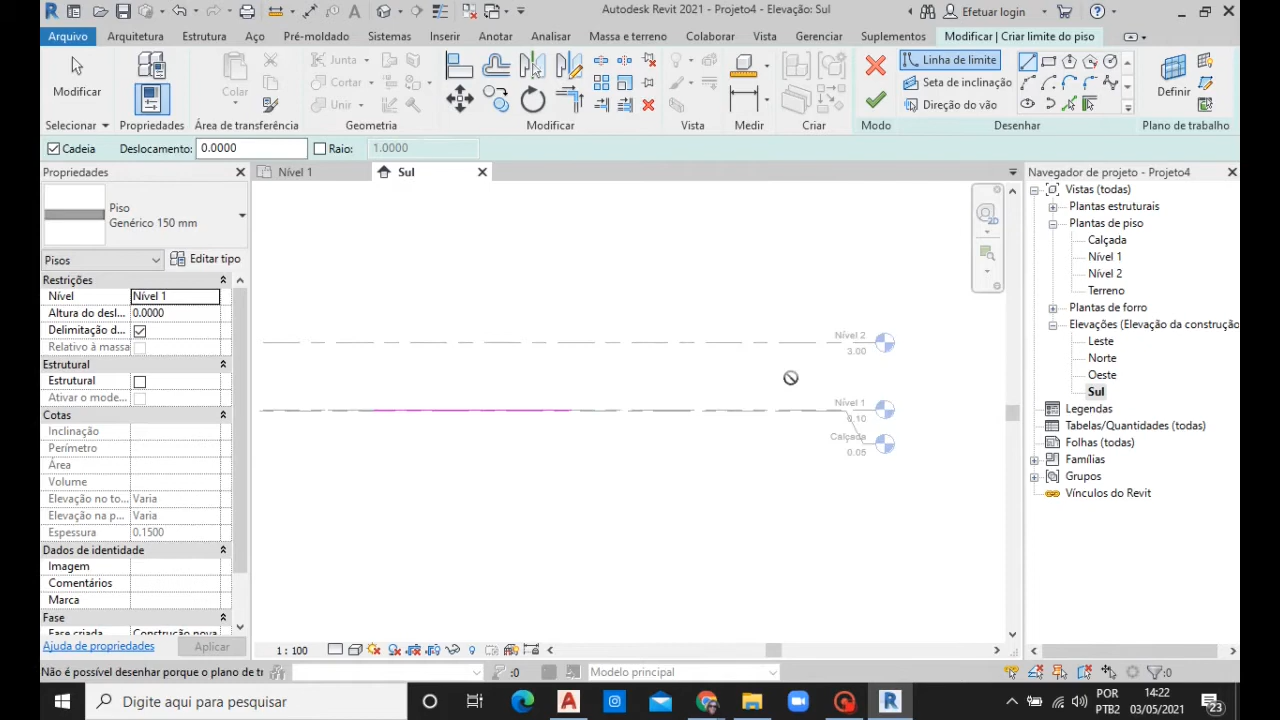 Autodesk Revit 2021 - Projeto4 - Elevação: Sul
Efetuar login
Arquivo Arquitetura Estrutura Aço Pré-moldado Sistemas Inserir Anotar Analisar Massa e terreno Colaborar Vista Gerenciar Suplementos Modificar | Criar limite do piso
Modificar
Colar
Junta
Cortar
Unir
Definir
Linha de limite
Seta de inclinação
Direção do vão
Selecionar Propriedades Área de transferência Geometria Modificar Vista Medir Criar Modo Desenhar Plano de trabalho
Cadeia Deslocamento: 0.0000 Raio: 1.0000
Propriedades
Nível 1
Sul
Navegador de projeto - Projeto4
Piso
Genérico 150 mm
Pisos
Editar tipo
Restrições
Nível Nível 1
Altura do desl... 0.0000
Delimitação d...
Relativo à massa
Estrutural
Estrutural
Ativar o mode...
Cotas
Inclinação
Perímetro
Área
Volume
Elevação no to... Varia
Elevação na p... Varia
Espessura 0.1500
Dados de identidade
Imagem
Comentários
Marca
Fase
Fase criada Construção nova
Ajuda de propriedades Aplicar
Nível 2
3.00
Nível 1
0.10
Calçada
0.05
2D
Vistas (todas)
Plantas estruturais
Plantas de piso
Calçada
Nível 1
Nível 2
Terreno
Plantas de forro
Elevações (Elevação da construção
Leste
Norte
Oeste
Sul
Legendas
Tabelas/Quantidades (todas)
Folhas (todas)
Famílias
Grupos
Vínculos do Revit
1 : 100
Não é possível desenhar porque o plano de tr
:0
Modelo principal
:0
Digite aqui para pesquisar
POR
PTB2
14:22
03/05/2021
23